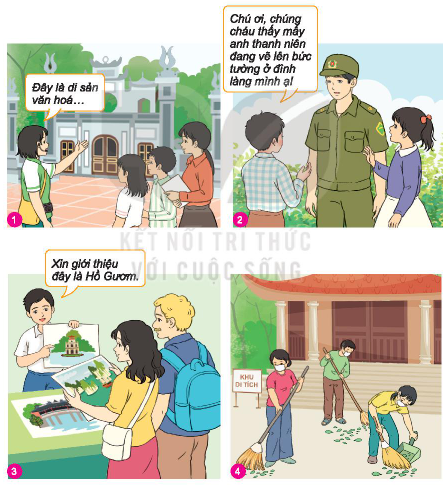 Đây là di sản
văn hoá...
1
Chú ơi, chúng
cháu thấy mấy
anh thanh niên
đang vẽ lên bức
tường ở đình
làng mình ạ!
2
KẾT NỐI TRI THỨC
VỚI CUỘC SỐNG
Xin giới thiệu
đây là Hồ Gươm.
3
KHU
DI TÍCH
4